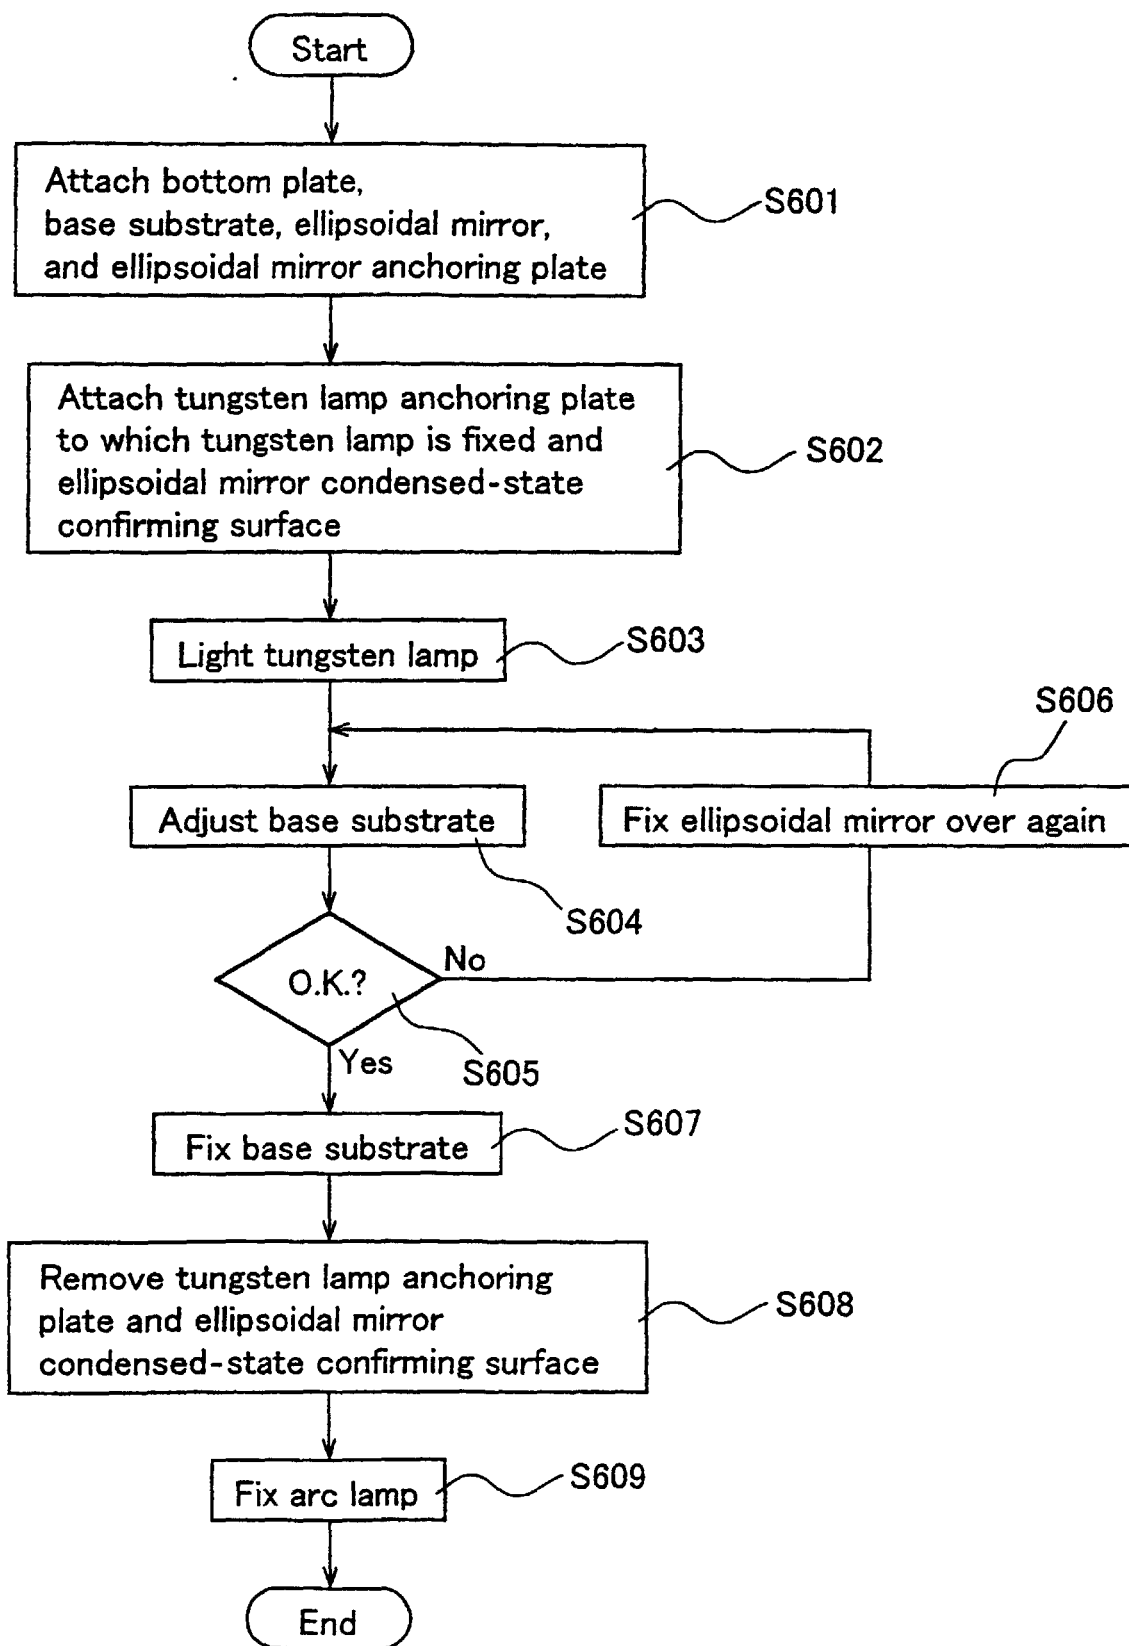 Start
Attach bottom plate,
base substrate, ellipsoidal mirror,
and ellipsoidal mirror anchoring plate
S601
Attach tungsten lamp anchoring plate
to which tungsten lamp is fixed and
ellipsoidal mirror condensed-state
confirming surface
S602
Light tungsten lamp
S603
S606
Adjust base substrate
Fix ellipsoidal mirror over again
S604
O.K.?
No
Yes
S605
Fix base substrate
S607
Remove tungsten lamp anchoring
plate and ellipsoidal mirror
condensed-state confirming surface
S608
Fix arc lamp
S609
End